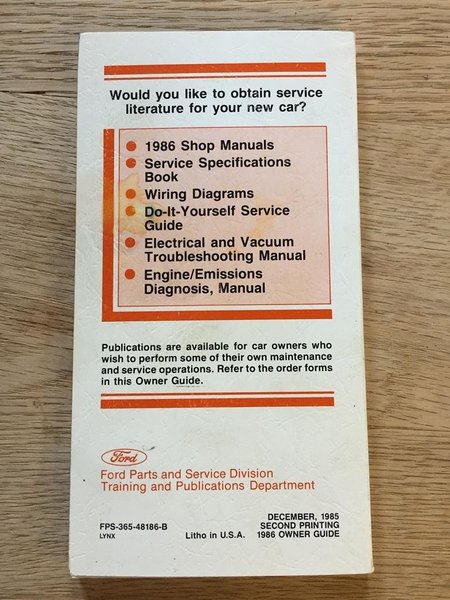 Would you like to obtain service
literature for your new car?
● 1986 Shop Manuals
● Service Specifications
Book
● Wiring Diagrams
● Do-It-Yourself Service
Guide
● Electrical and Vacuum
Troubleshooting Manual
● Engine/Emissions
Diagnosis, Manual
Publications are available for car owners who
wish to perform some of their own maintenance
and service operations. Refer to the order forms
in this Owner Guide.
Ford
Ford Parts and Service Division
Training and Publications Department
FPS-365-48186-B
LYNX
Litho in U.S.A.
DECEMBER, 1985
SECOND PRINTING
1986 OWNER GUIDE